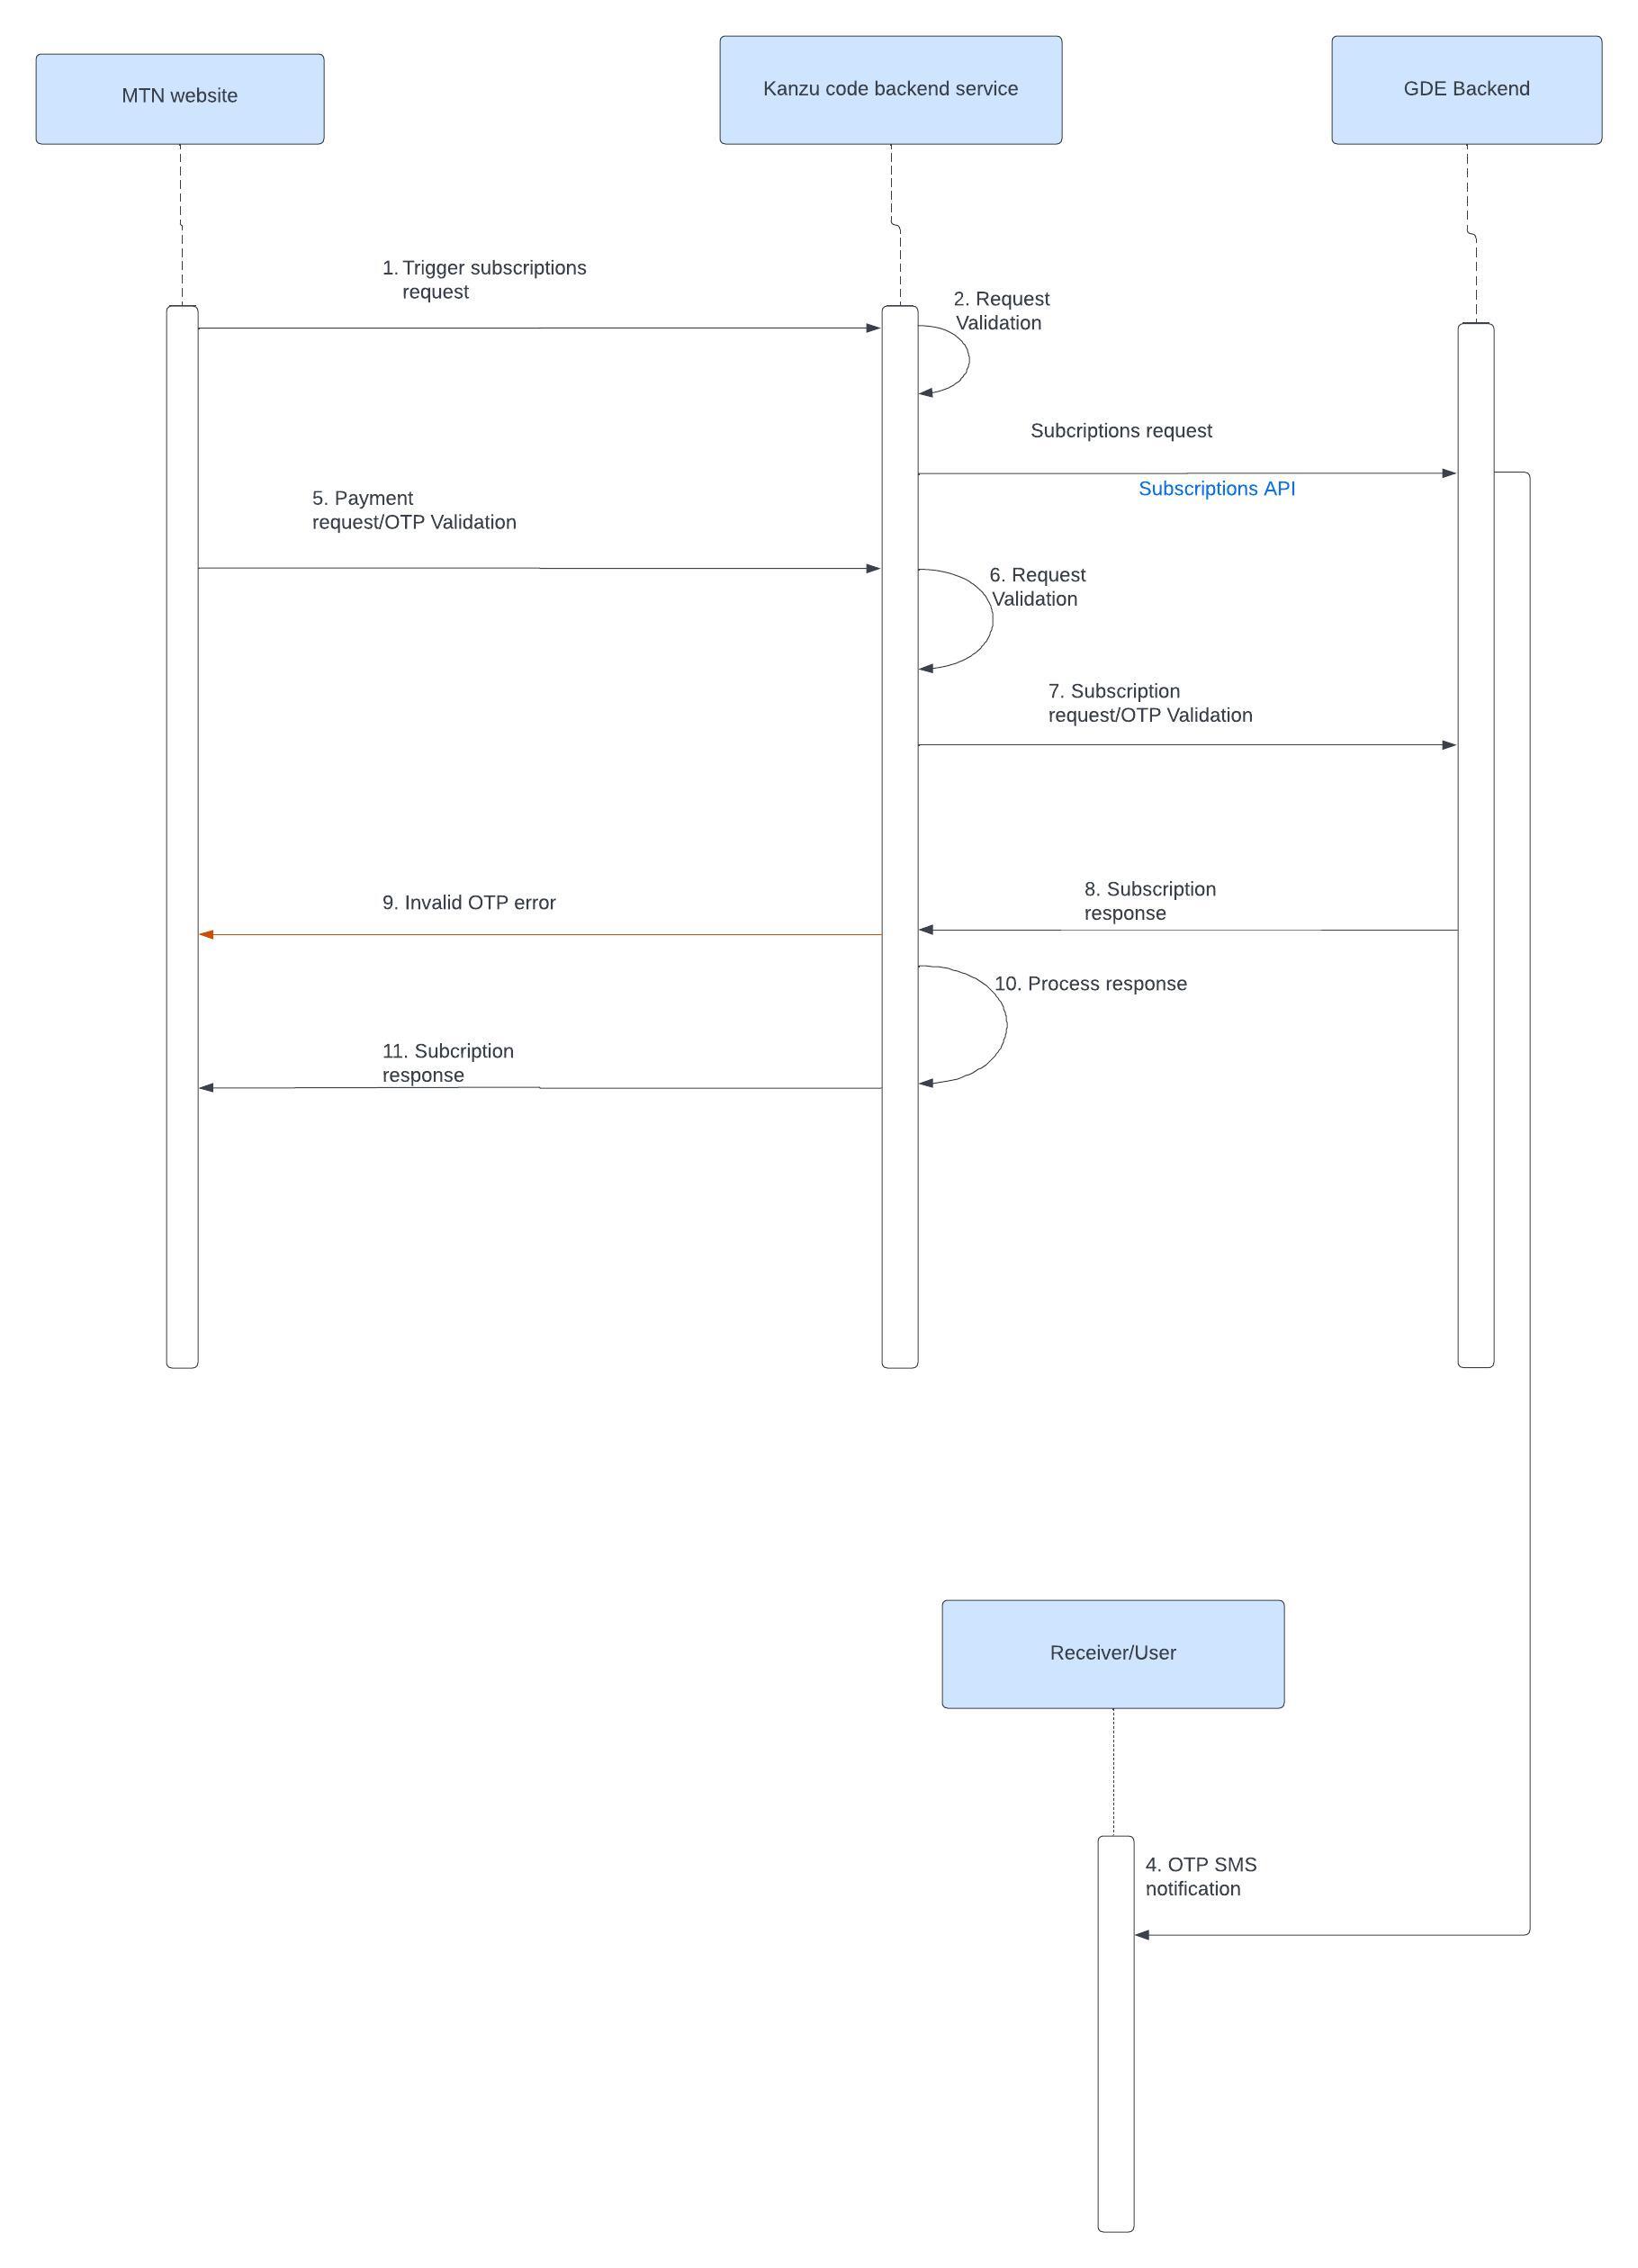 MTN website
Kanzu code backend service
GDE Backend
1. Trigger subscriptions
request
2. Request
Validation
Subcriptions request
Subscriptions API
5. Payment
request/OTP Validation
6. Request
Validation
7. Subscription
request/OTP Validation
8. Subscription
response
9. Invalid OTP error
10. Process response
11. Subcription
response
Receiver/User
4. OTP SMS
notification